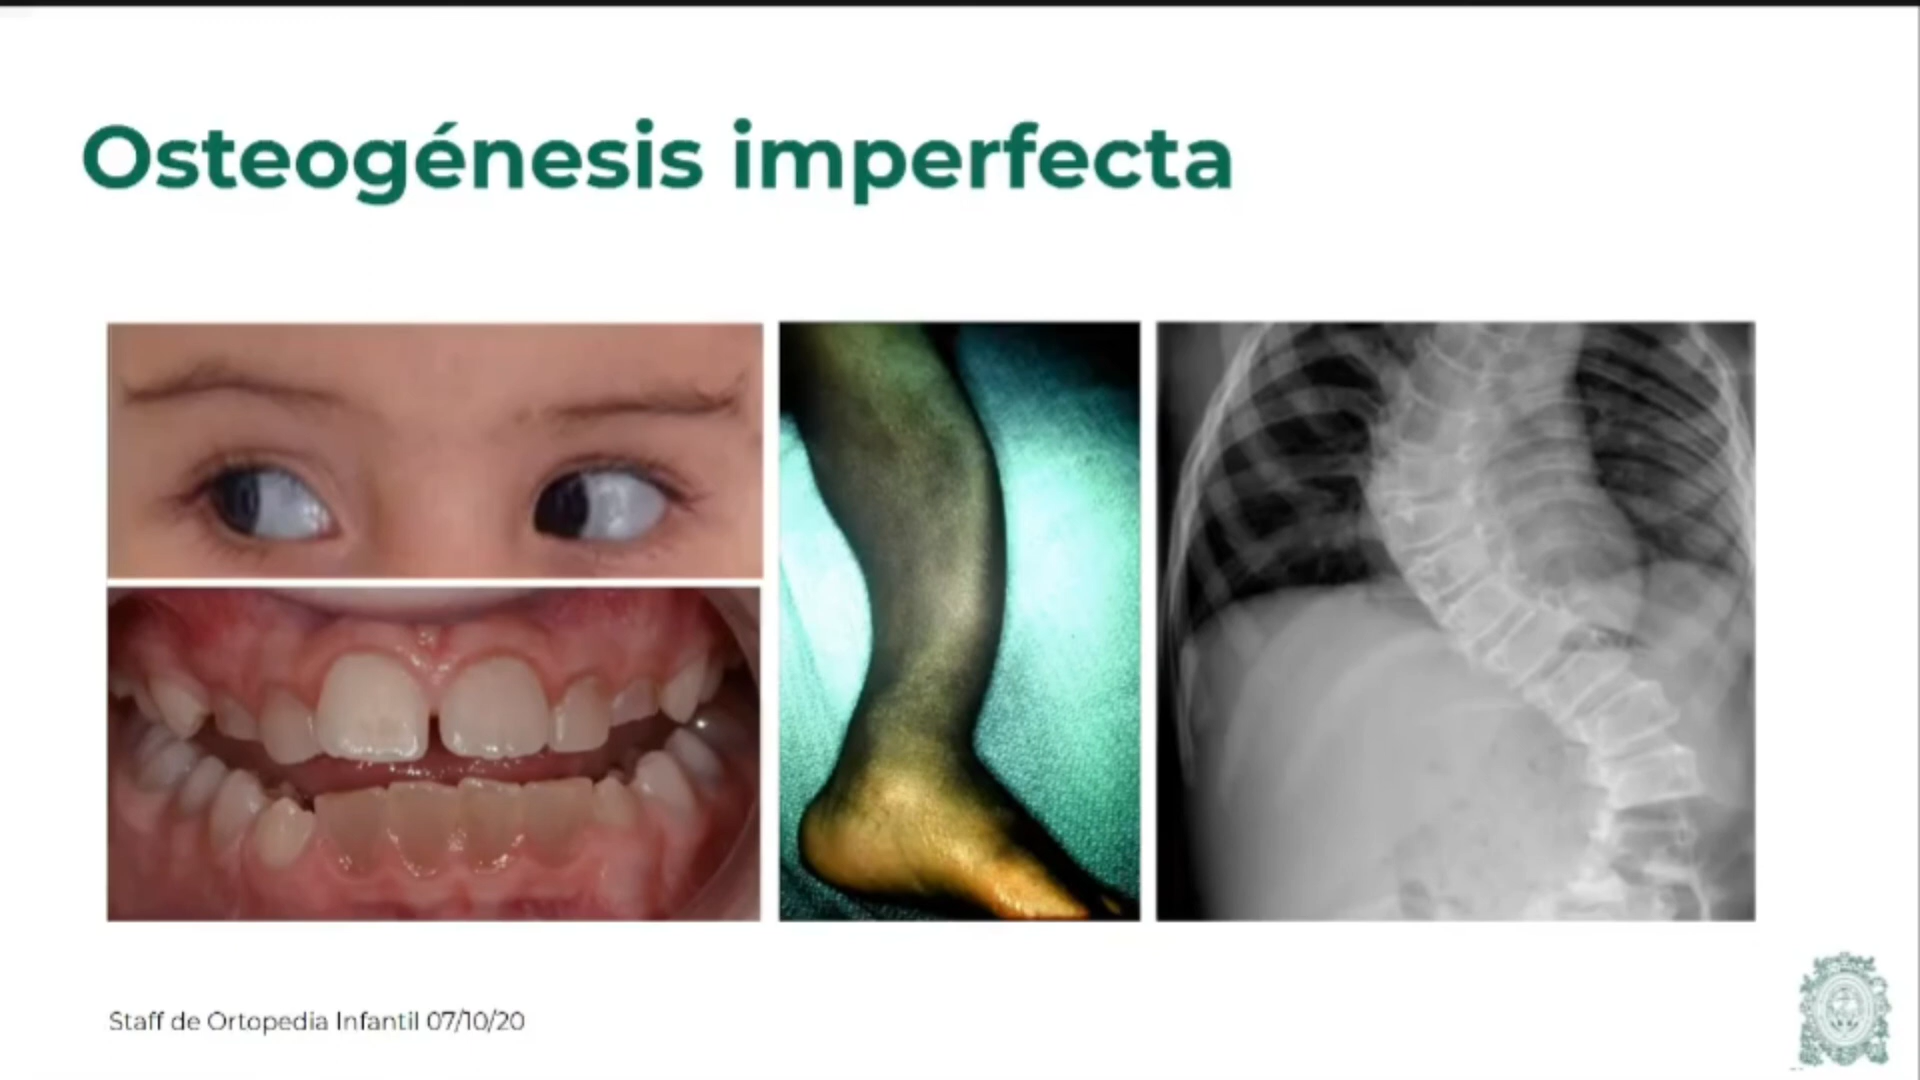 Osteogénesis imperfecta
Staff de Ortopedia Infantil 07/10/20